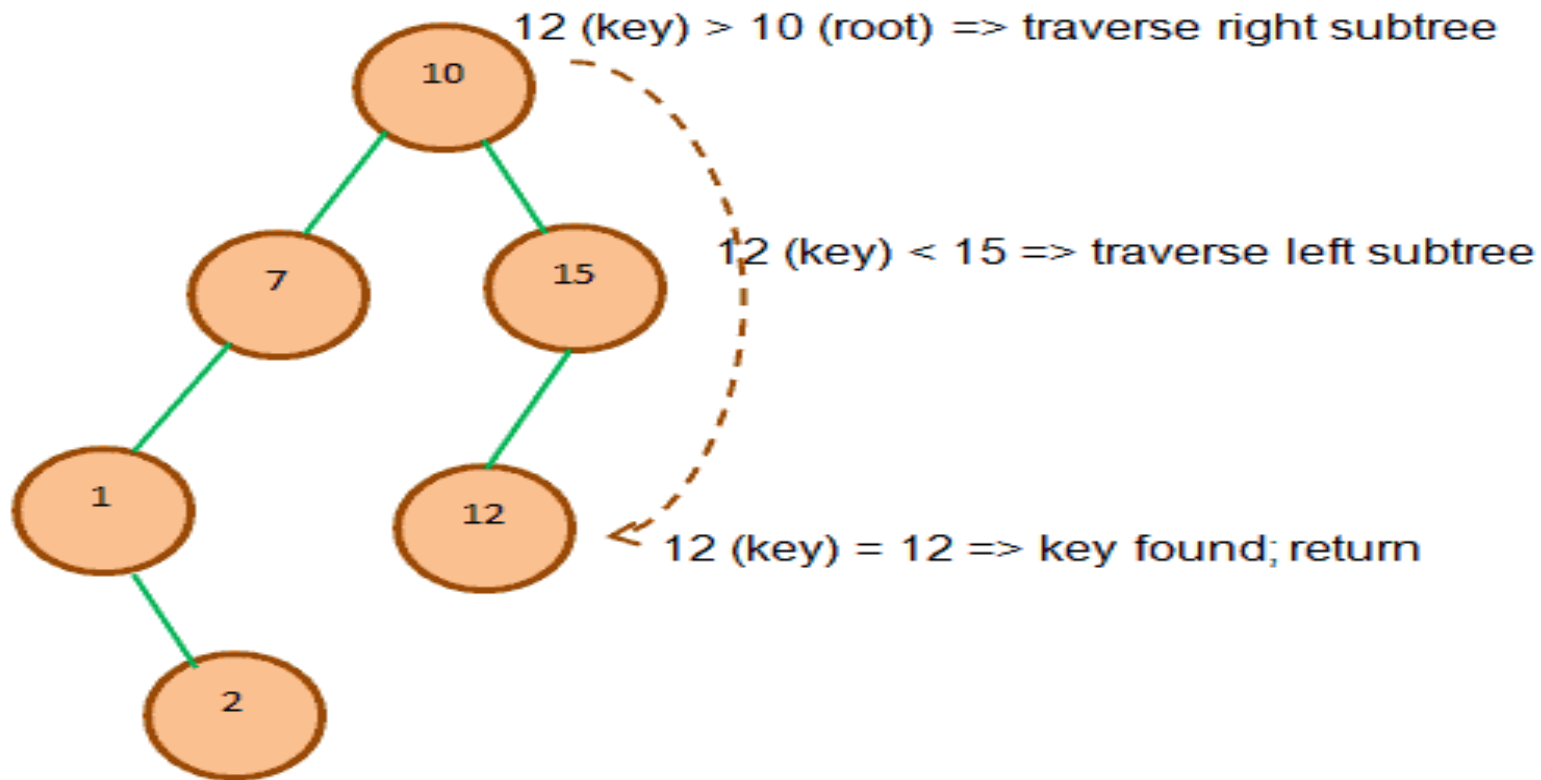 12 (key) > 10 (root) => traverse right subtree
10
12 (key) < 15 => traverse left subtree
7
15
1
12
12 (key) = 12 => key found; return
2